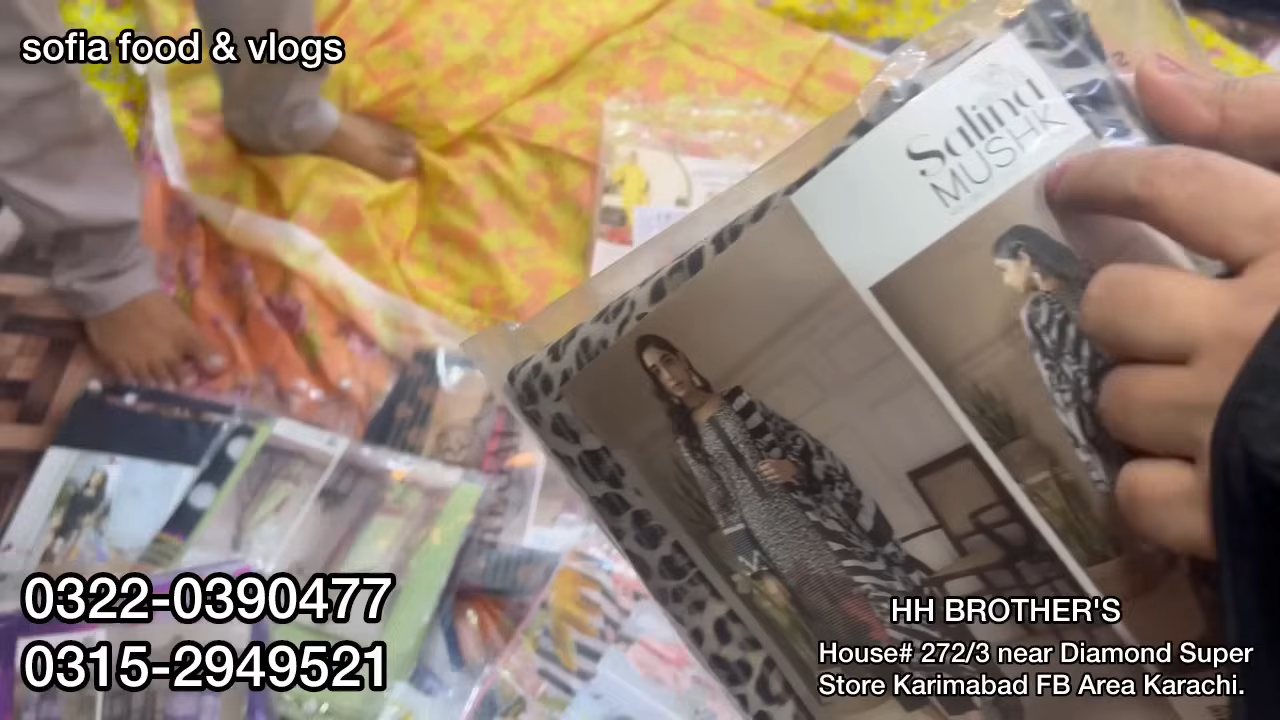 sofia food & vlogs
Salina
MUSHK
0322-0390477
0315-2949521
HH BROTHER'S
House# 272/3 near Diamond Super
Store Karimabad FB Area Karachi.